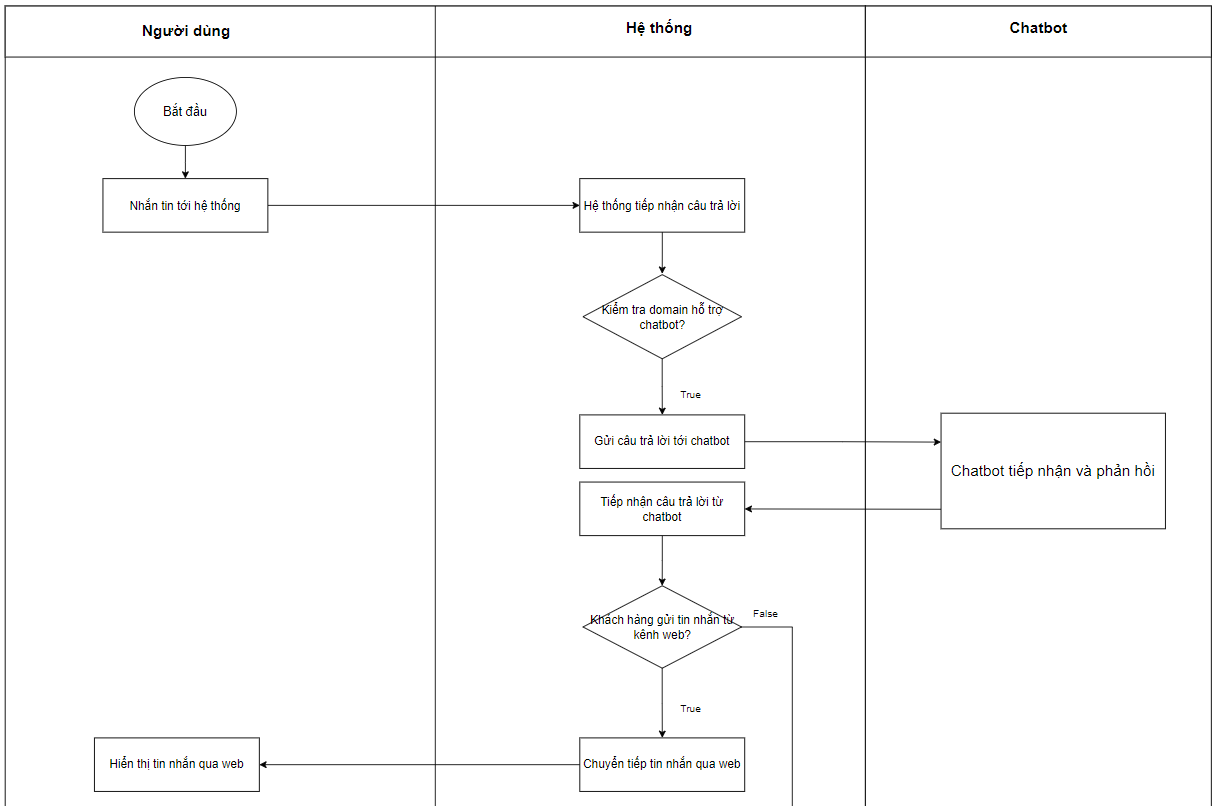 Người dùng
Hệ thống
Chatbot
Bắt đầu
Nhắn tin tới hệ thống
Hệ thống tiếp nhận câu trả lời
Kiểm tra domain hỗ trợ
chatbot?
True
Gửi câu trả lời tới chatbot
Chatbot tiếp nhận và phản hồi
Tiếp nhận câu trả lời từ
chatbot
Khách hàng gửi tin nhắn từ
kênh web?
False
True
Hiển thị tin nhắn qua web
Chuyển tiếp tin nhắn qua web